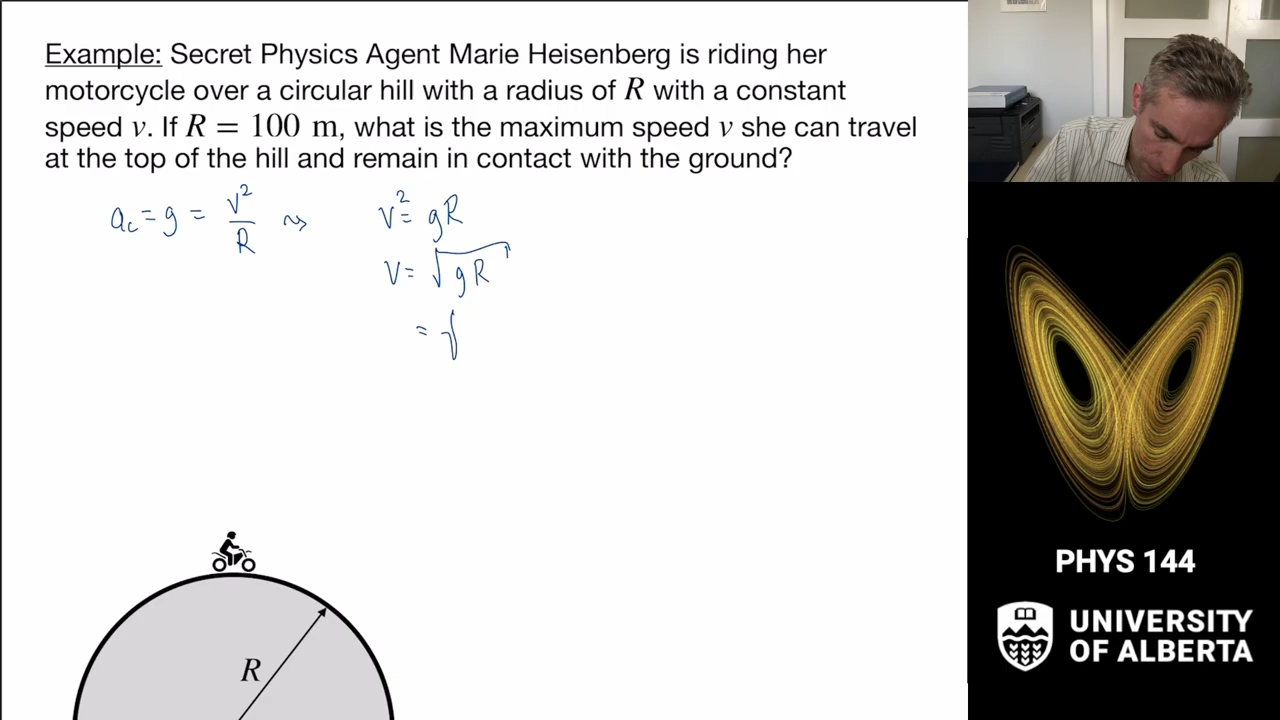 Example: Secret Physics Agent Marie Heisenberg is riding her
motorcycle over a circular hill with a radius of R with a constant
speed v. If R = 100 m, what is the maximum speed v she can travel
at the top of the hill and remain in contact with the ground?
a_c = g = v²/R ⇝ v² = gR
v = √gR
= √
R
PHYS 144
UNIVERSITY
OF ALBERTA